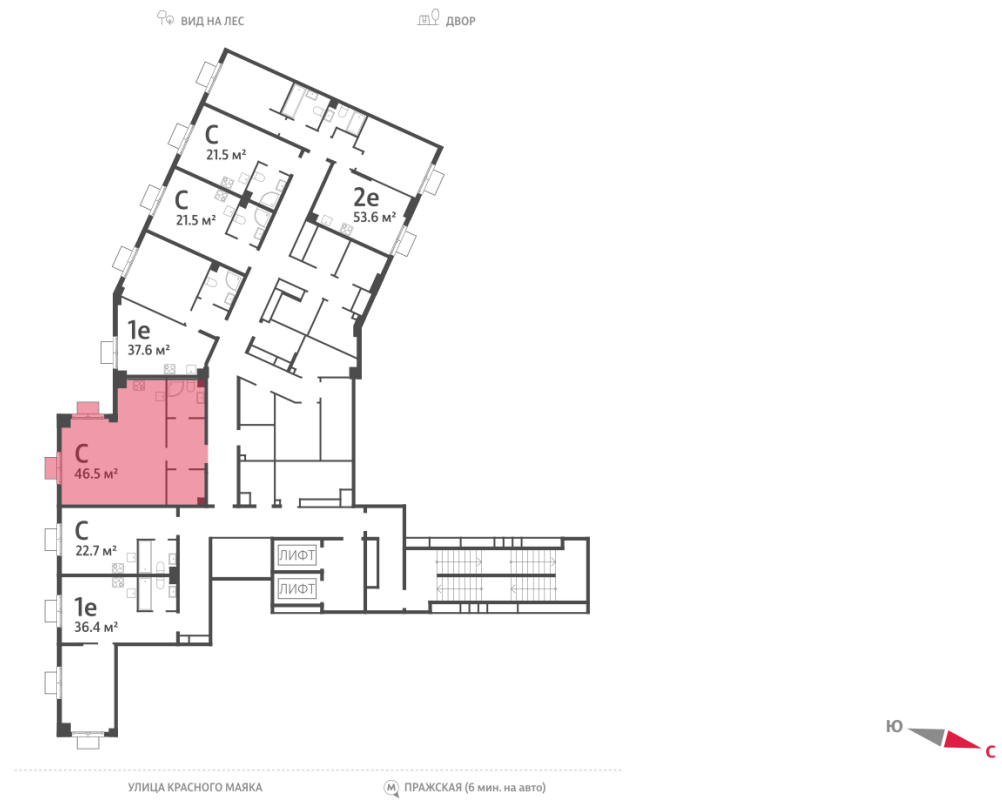 ВИД НА ЛЕС
ДВОР
С
21.5 м²
С
21.5 м²
2е
53.6 м²
1е
37.6 м²
С
46.5 м²
С
22.7 м²
ЛИФТ
ЛИФТ
1е
36.4 м²
Ю
С
УЛИЦА КРАСНОГО МАЯКА
М ПРАЖСКАЯ (6 мин. на авто)